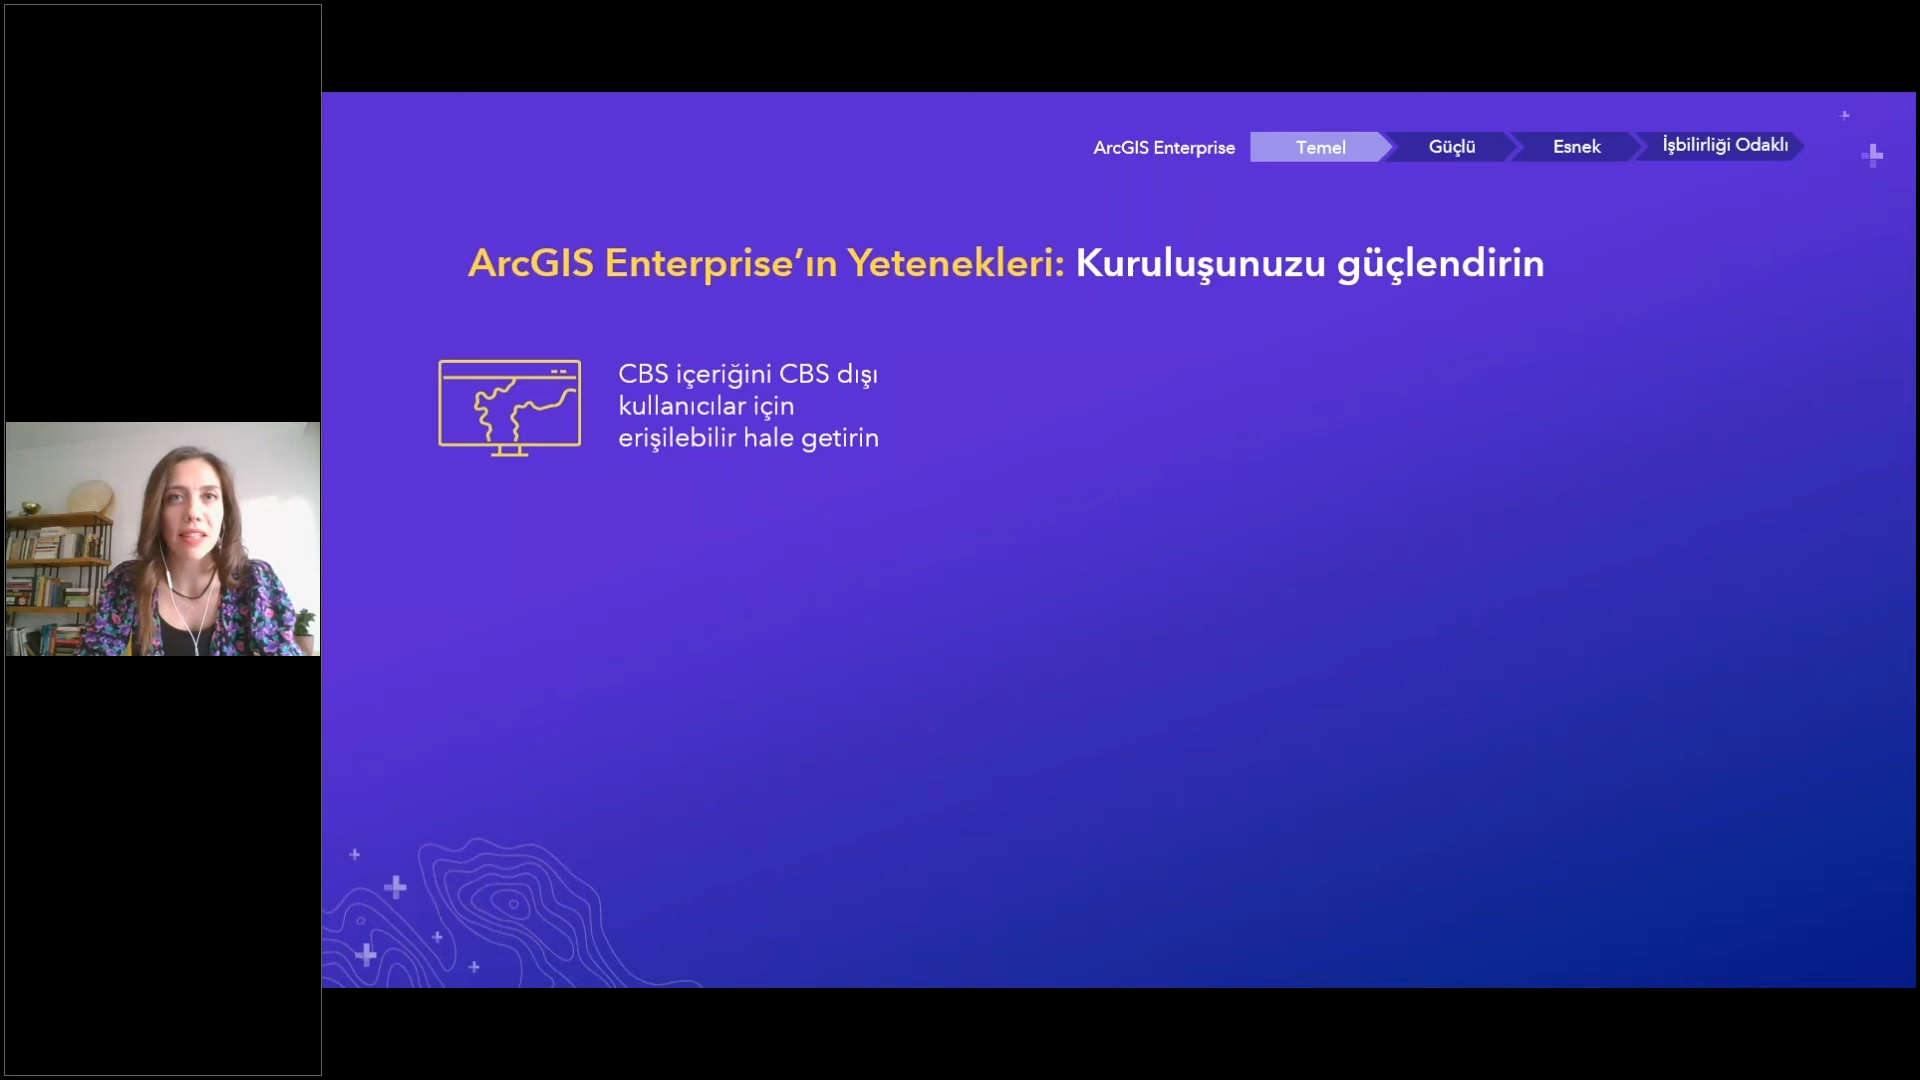 ArcGIS Enterprise Temel Güçlü Esnek İşbilirliği Odaklı
ArcGIS Enterprise’ın Yetenekleri: Kuruluşunuzu güçlendirin
CBS içeriğini CBS dışı
kullanıcılar için
erişilebilir hale getirin